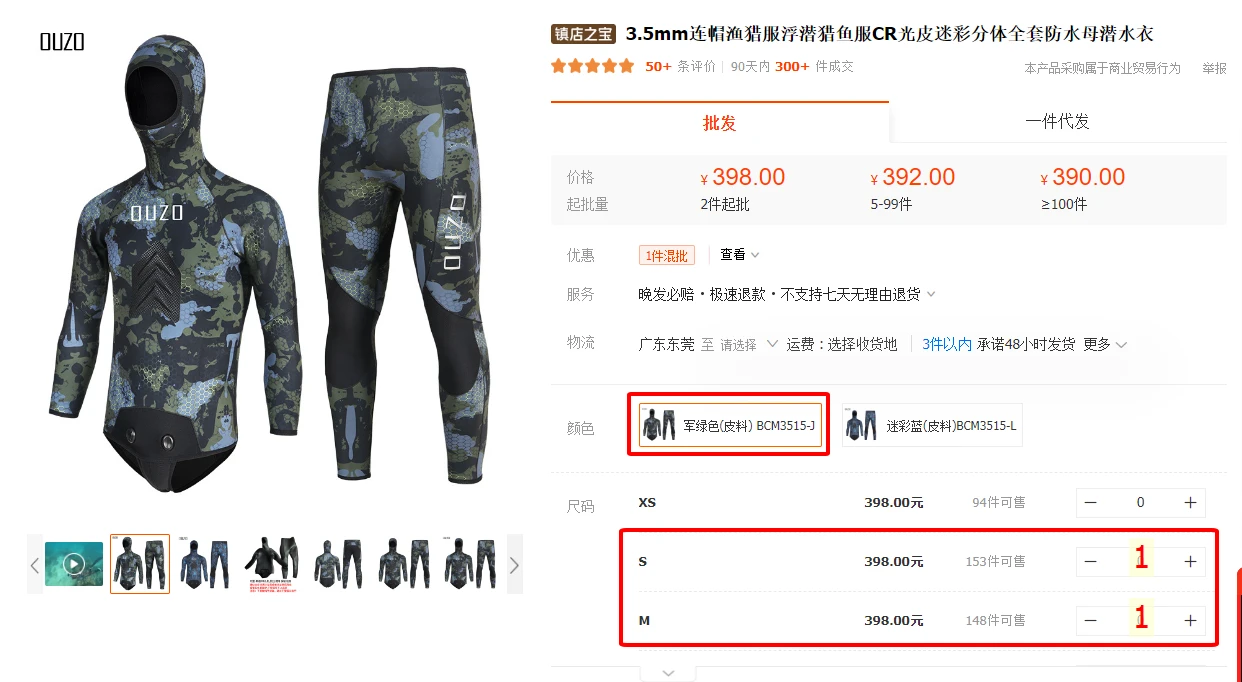 OUZO
OUZO
OUZO
镇店之宝 3.5mm连帽渔猎服浮潜猎鱼服CR光皮迷彩分体全套防水母潜水衣
50+ 条评价 90天内 300+ 件成交
本产品采购属于商业贸易行为 举报
批发
一件代发
价格 ¥398.00 ¥392.00 ¥390.00
起批量 2件起批 5-99件 ≥100件
优惠 1件混批 查看
服务 晚发必赔・极速退款・不支持七天无理由退货
物流 广东东莞 至 请选择 运费:选择收货地 3件以内 承诺48小时发货 更多
颜色 军绿色(皮料) BCM3515-J 迷彩蓝(皮料)BCM3515-L
尺码 XS 398.00元 94件可售 − 0 +
S 398.00元 153件可售 − 1 +
M 398.00元 148件可售 − 1 +